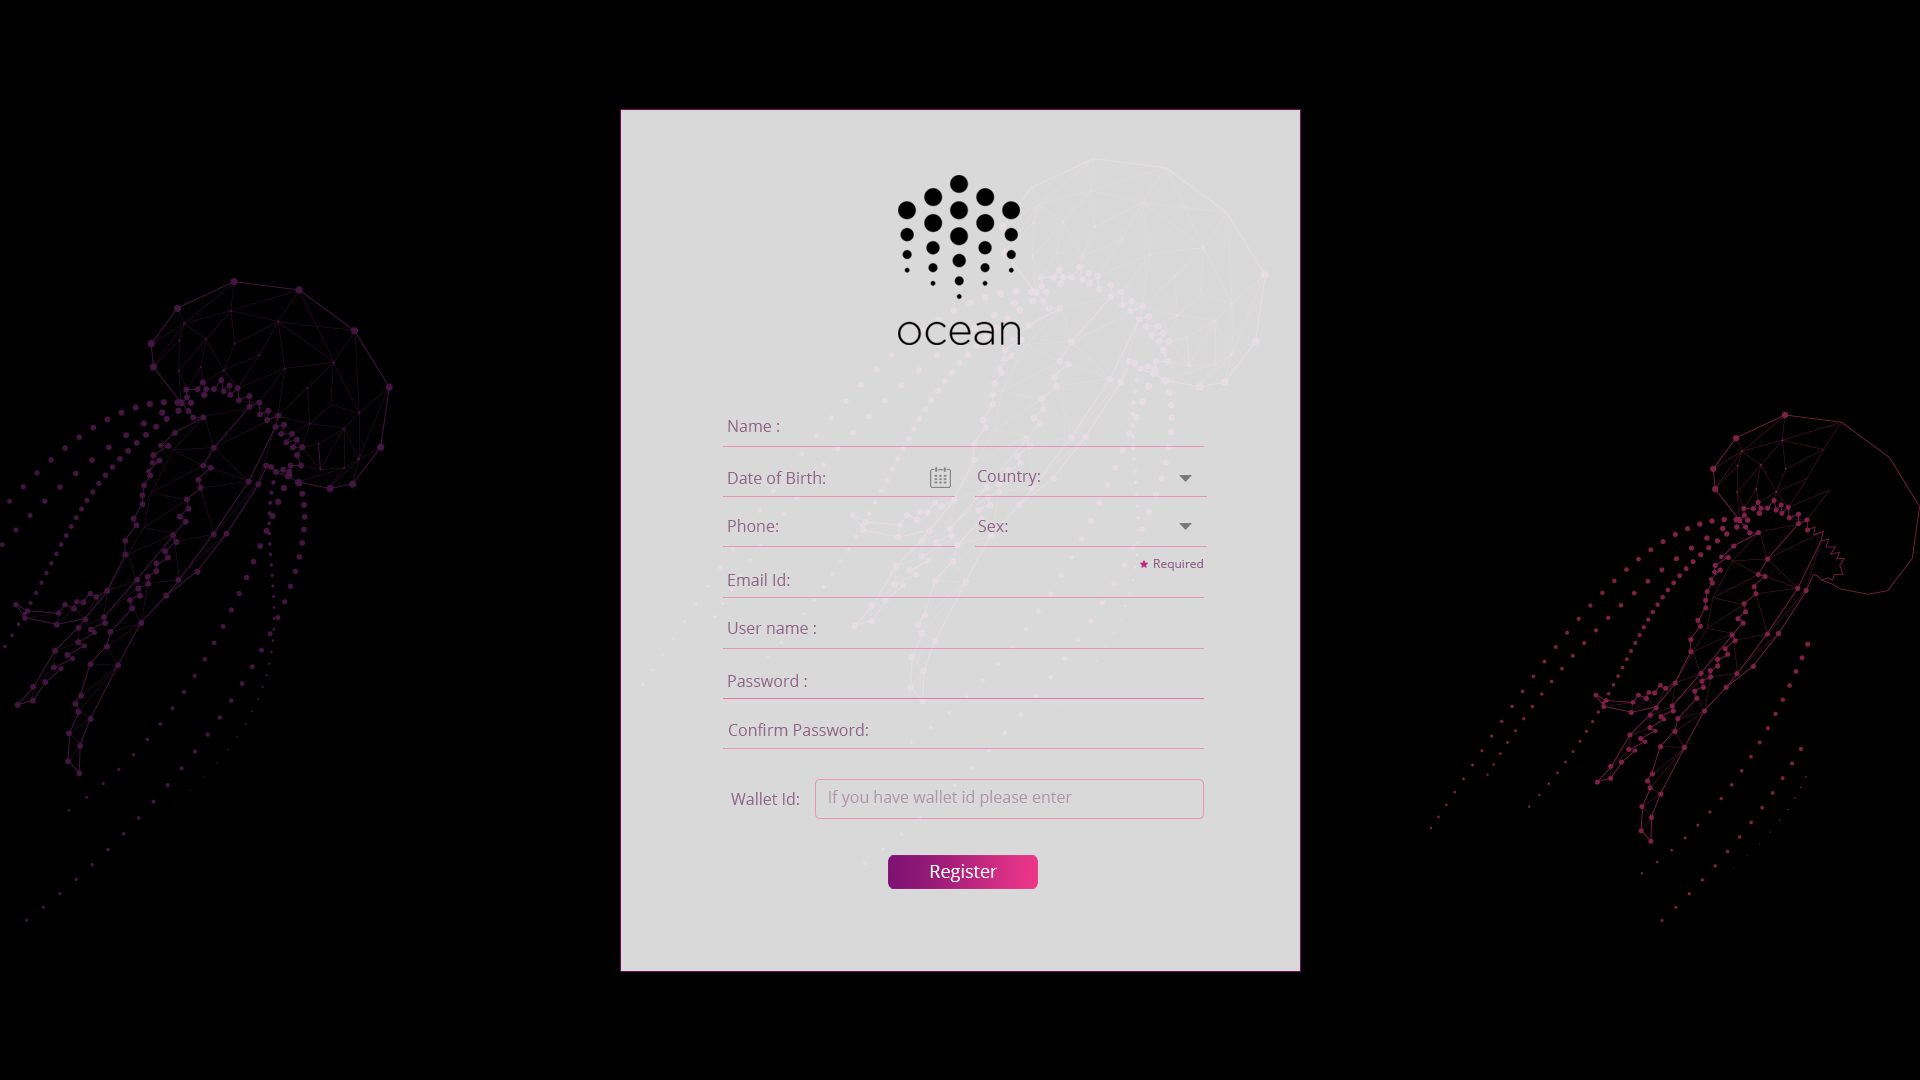 ocean
Name :
Date of Birth: Country:
Phone: Sex:
Required
Email Id:
User name :
Password :
Confirm Password:
Wallet Id: If you have wallet id please enter
Register